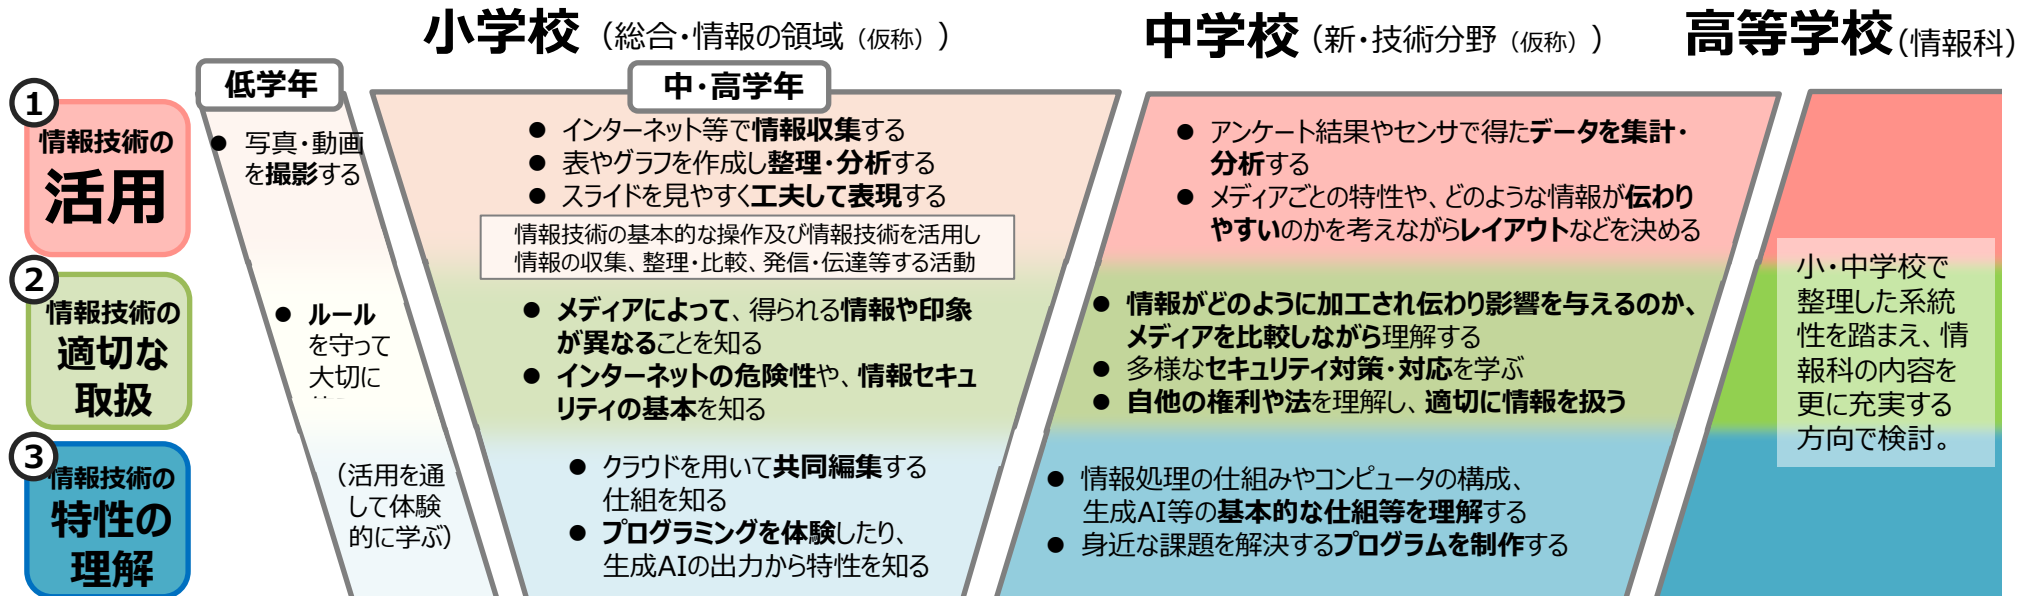 小学校（総合・情報の領域（仮称））
中学校（新・技術分野（仮称））
高等学校（情報科）
低学年
中・高学年
①
情報技術の
活用
● 写真・動画
を撮影する
● インターネット等で情報収集する
● 表やグラフを作成し整理・分析する
● スライドを見やすく工夫して表現する
情報技術の基本的な操作及び情報技術を活用し
情報の収集、整理・比較、発信・伝達等する活動
● アンケート結果やセンサで得たデータを集計・
分析する
● メディアごとの特性や、どのような情報が伝わり
やすいのかを考えながらレイアウトなどを決める
②
情報技術の
適切な
取扱
● ルール
を守って
大切に
● メディアによって、得られる情報や印象
が異なることを知る
● インターネットの危険性や、情報セキュ
リティの基本を知る
● 情報がどのように加工され伝わり影響を与えるのか、
メディアを比較しながら理解する
● 多様なセキュリティ対策・対応を学ぶ
● 自他の権利や法を理解し、適切に情報を扱う
③
情報技術の
特性の
理解
（活用を通
して体験
的に学ぶ）
● クラウドを用いて共同編集する
仕組を知る
● プログラミングを体験したり、
生成AIの出力から特性を知る
● 情報処理の仕組みやコンピュータの構成、
生成AI等の基本的な仕組等を理解する
● 身近な課題を解決するプログラムを制作する
小・中学校で
整理した系統
性を踏まえ、情
報科の内容を
更に充実する
方向で検討。